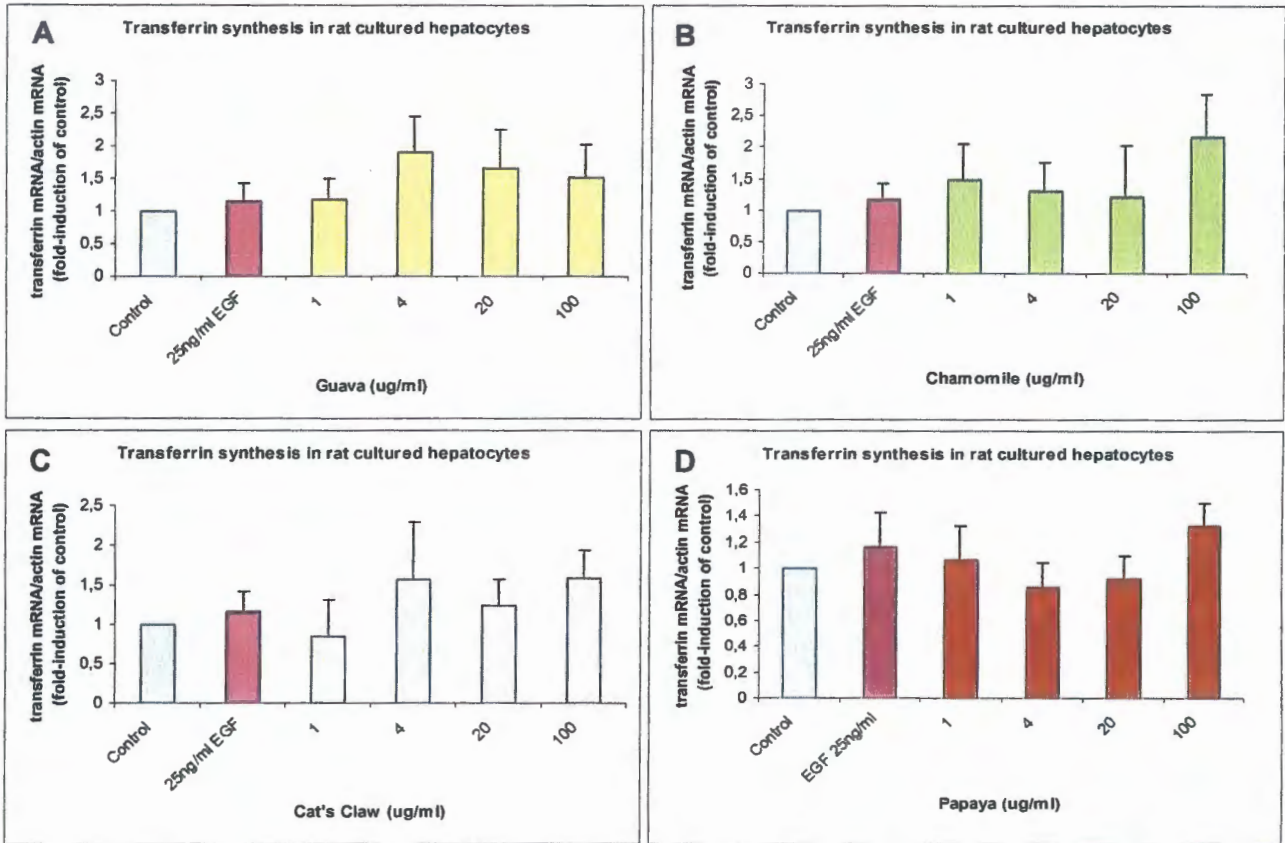 A
Transferrin synthesis in rat cultured hepatocytes
transferrin mRNA/actin mRNA
(fold-induction of control)
3
2,5
2
1,5
1
0,5
0
Control
25ng/ml EGF
1
4
20
100
Guava (ug/ml)
B
Transferrin synthesis in rat cultured hepatocytes
transferrin mRNA/actin mRNA
(fold-induction of control)
3
2,5
2
1,5
1
0,5
0
Control
25ng/ml EGF
1
4
20
100
Chamomile (ug/ml)
C
Transferrin synthesis in rat cultured hepatocytes
transferrin mRNA/actin mRNA
(fold-induction of control)
2,5
2
1,5
1
0,5
0
Control
25ng/ml EGF
1
4
20
100
Cat's Claw (ug/ml)
D
Transferrin synthesis in rat cultured hepatocytes
transferrin mRNA/actin mRNA
(fold-induction of control)
1,6
1,4
1,2
1
0,8
0,6
0,4
0,2
0
Control
EGF 25ng/ml
1
4
20
100
Papaya (ug/ml)